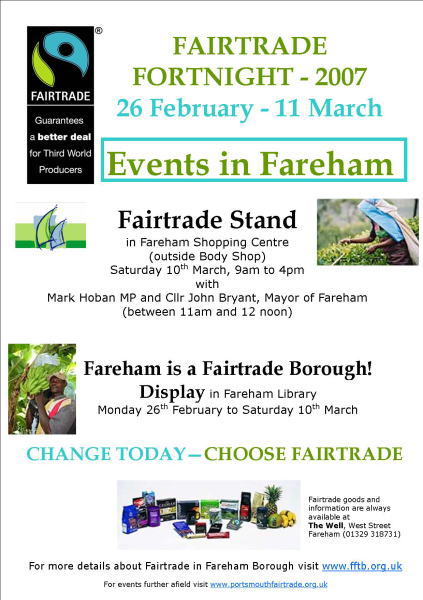 ®
FAIRTRADE
Guarantees
a better deal
for Third World
Producers
FAIRTRADE
FORTNIGHT - 2007
26 February - 11 March
Events in Fareham
Fairtrade Stand
in Fareham Shopping Centre
(outside Body Shop)
Saturday 10th March, 9am to 4pm
with
Mark Hoban MP and Cllr John Bryant, Mayor of Fareham
(between 11am and 12 noon)
Fareham is a Fairtrade Borough!
Display in Fareham Library
Monday 26th February to Saturday 10th March
CHANGE TODAY—CHOOSE FAIRTRADE
Fairtrade goods and
information are always
available at
The Well, West Street
Fareham (01329 318731)
For more details about Fairtrade in Fareham Borough visit www.fftb.org.uk
For events further afield visit www.portsmouthfairtrade.org.uk